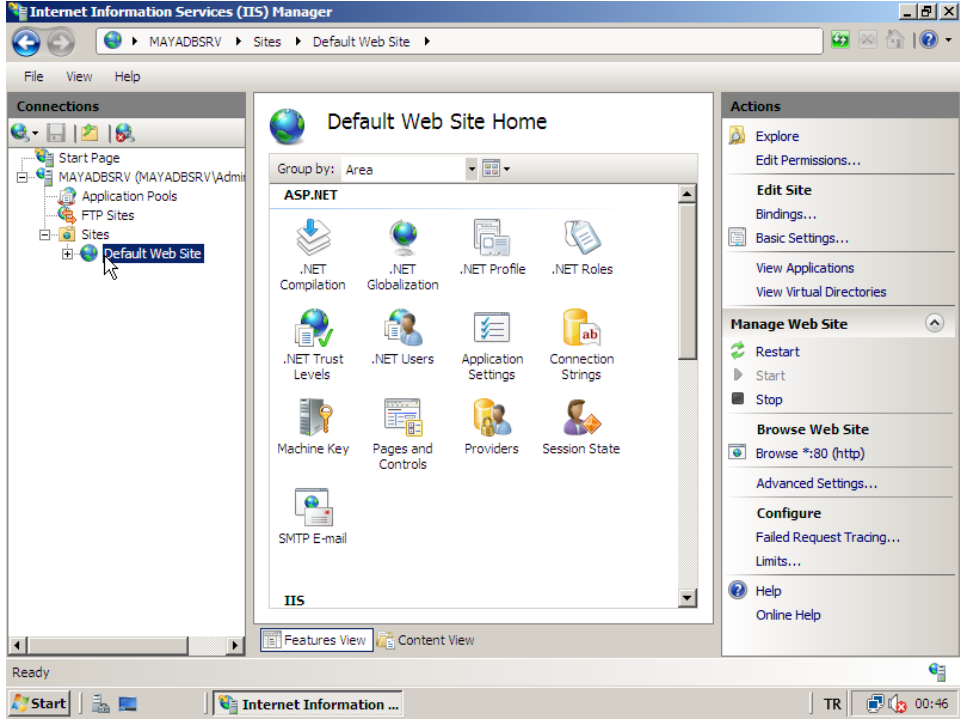 Internet Information Services (IIS) Manager
MAYADBSRV Sites Default Web Site
File View Help
Connections
Start Page
MAYADBSRV (MAYADBSRV\Admi
Application Pools
FTP Sites
Sites
Default Web Site
Default Web Site Home
Group by: Area
ASP.NET
.NET Compilation
.NET Globalization
.NET Profile
.NET Roles
.NET Trust Levels
.NET Users
Application Settings
Connection Strings
ab
Machine Key
Pages and Controls
Providers
Session State
SMTP E-mail
IIS
Features View
Content View
Actions
Explore
Edit Permissions...
Edit Site
Bindings...
Basic Settings...
View Applications
View Virtual Directories
Manage Web Site
Restart
Start
Stop
Browse Web Site
Browse *:80 (http)
Advanced Settings...
Configure
Failed Request Tracing...
Limits...
Help
Online Help
Ready
Start
Internet Information ...
TR
00:46